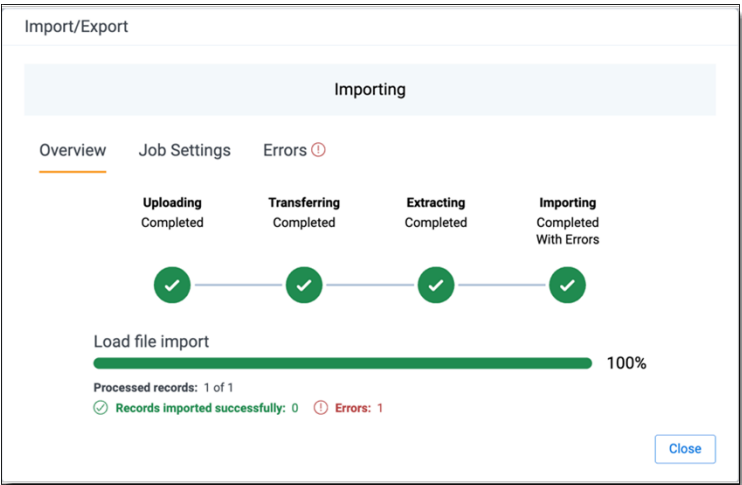 Import/Export
Importing
Overview Job Settings Errors
Uploading Transferring Extracting Importing
Completed Completed Completed Completed
With Errors
Load file import
100%
Processed records: 1 of 1
Records imported successfully: 0 Errors: 1
Close